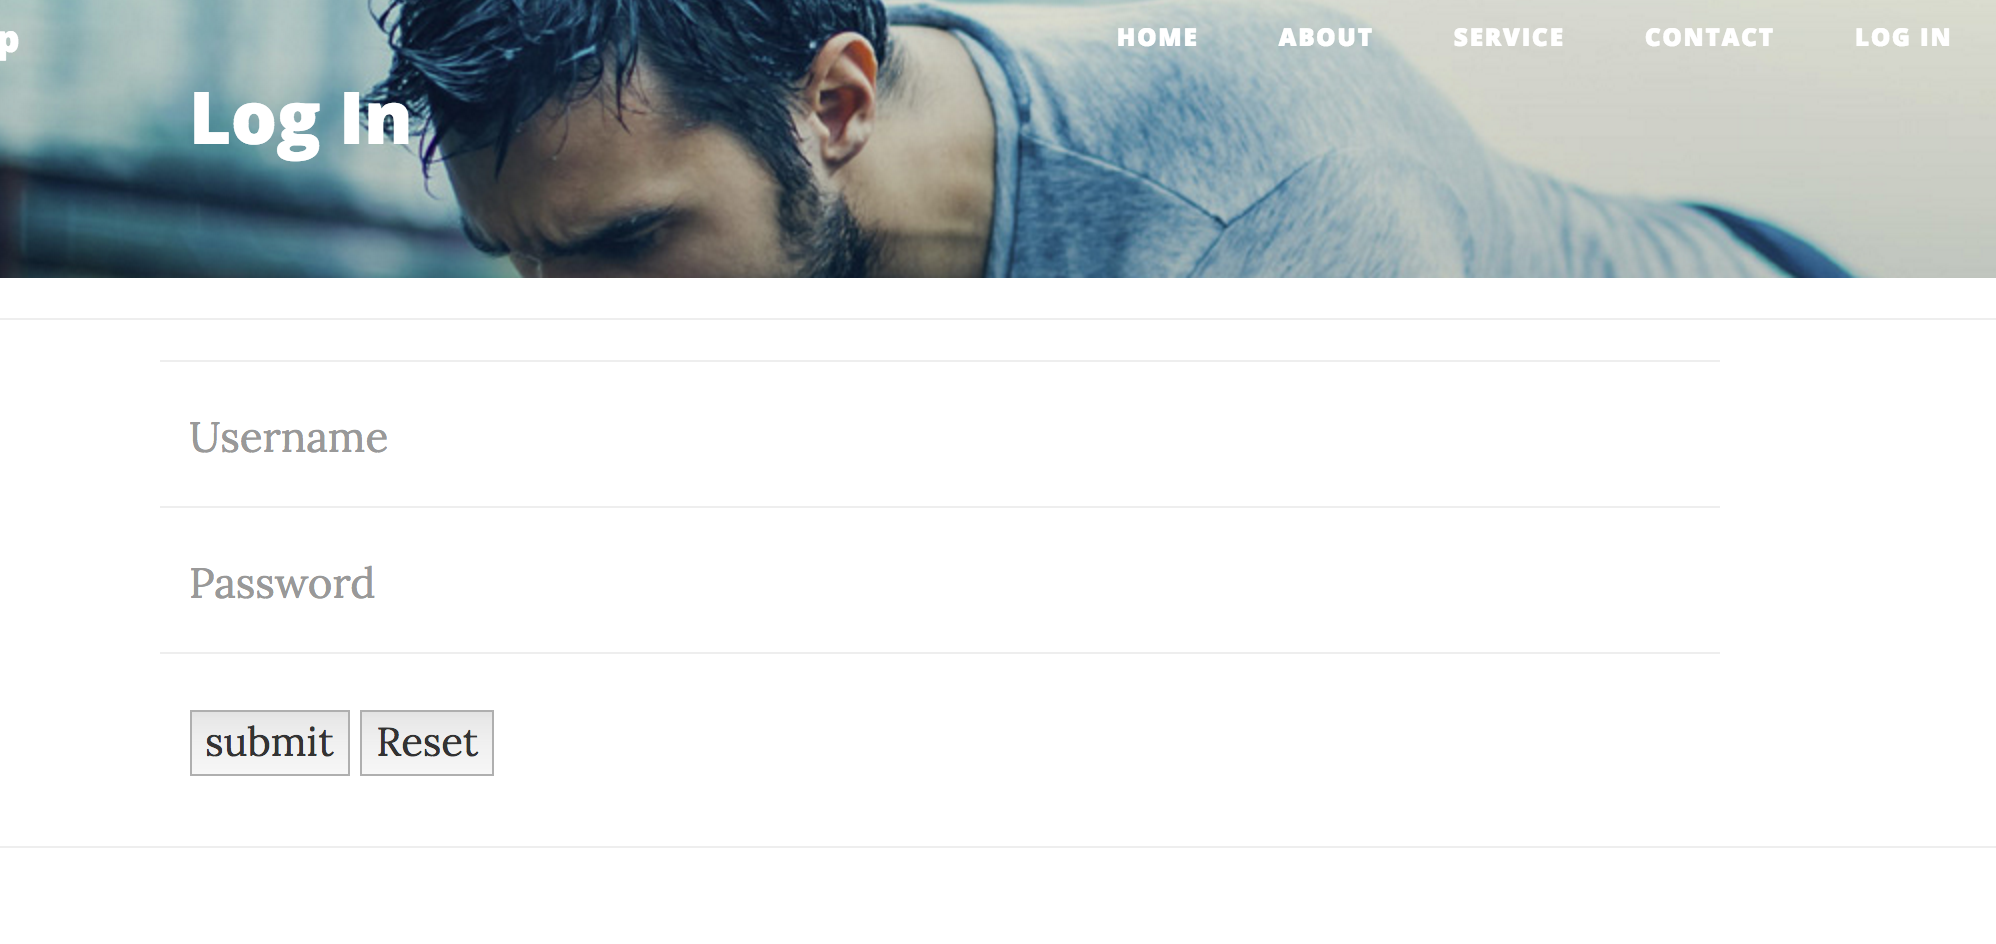 p
HOME ABOUT SERVICE CONTACT LOG IN
Log In
Username
Password
submit Reset